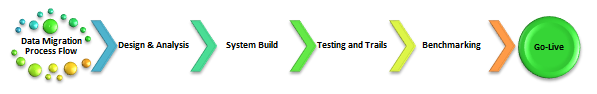 Data Migration
Process Flow
Design & Analysis
System Build
Testing and Trails
Benchmarking
Go-Live